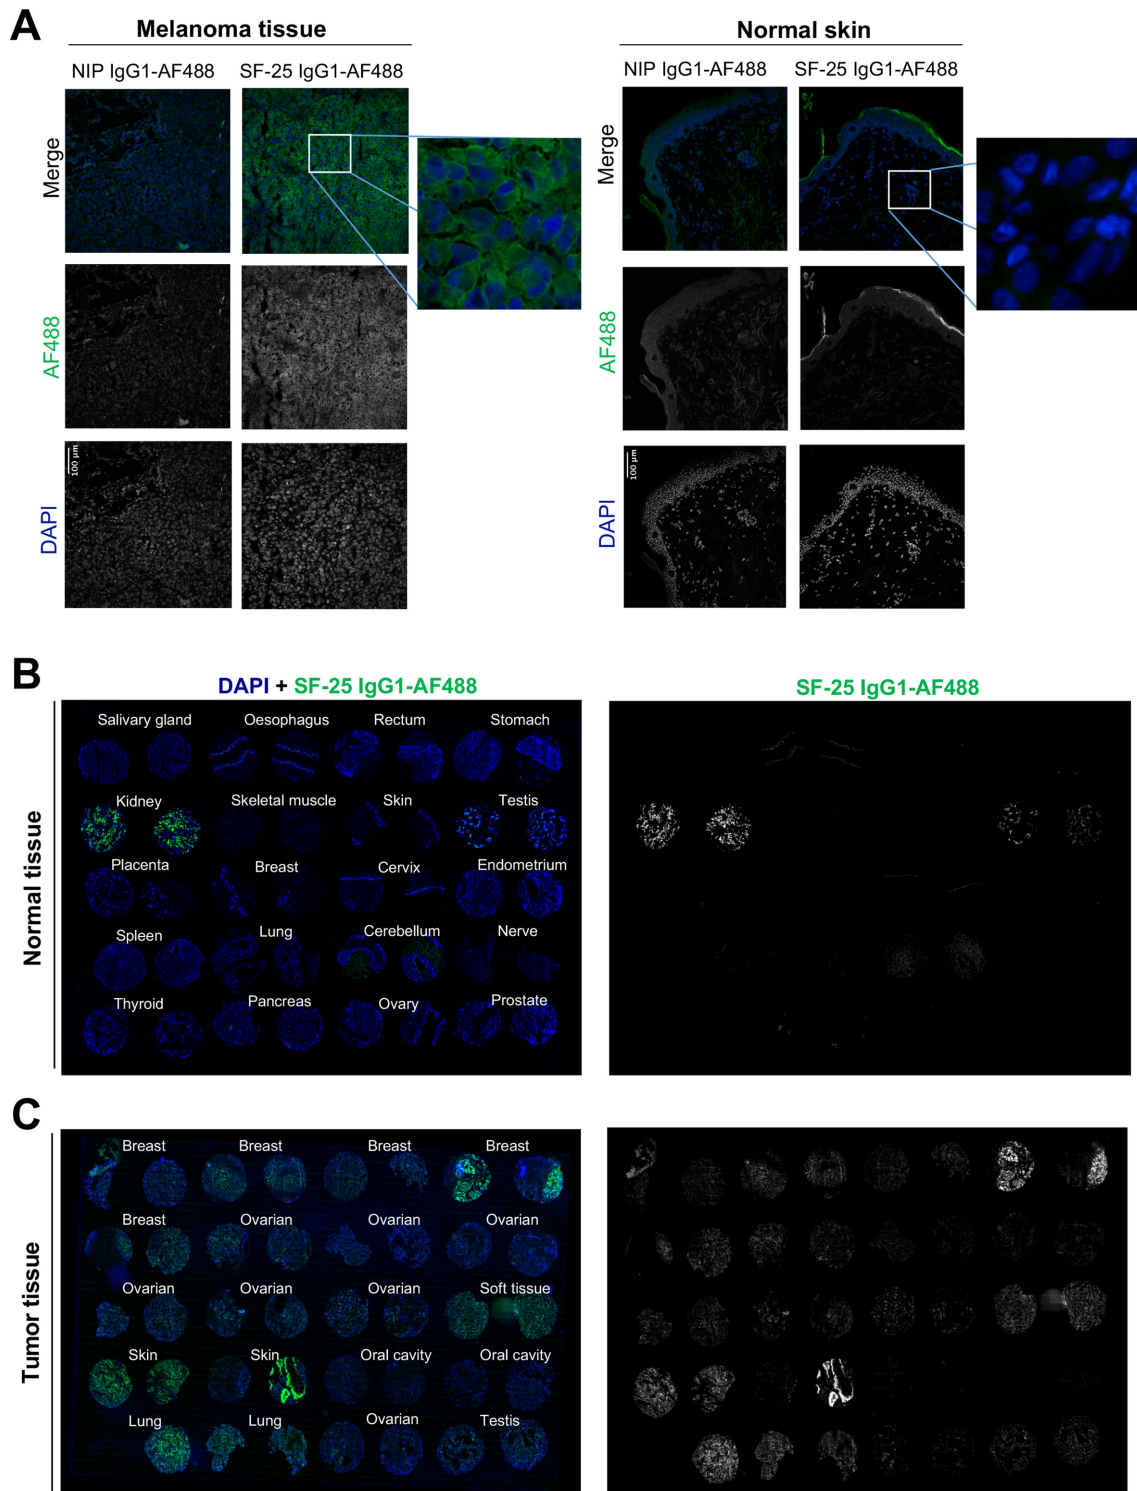 A
Melanoma tissue
Normal skin
NIP IgG1-AF488
SF-25 IgG1-AF488
NIP IgG1-AF488
SF-25 IgG1-AF488
Merge
Merge
AF488
AF488
DAPI
100 µm
DAPI
100 µm
B
DAPI + SF-25 IgG1-AF488
SF-25 IgG1-AF488
Normal tissue
Salivary gland Oesophagus Rectum Stomach
Kidney Skeletal muscle Skin Testis
Placenta Breast Cervix Endometrium
Spleen Lung Cerebellum Nerve
Thyroid Pancreas Ovary Prostate
C
Tumor tissue
Breast Breast Breast Breast
Breast Ovarian Ovarian Ovarian
Ovarian Ovarian Ovarian Soft tissue
Skin Skin Oral cavity Oral cavity
Lung Lung Ovarian Testis